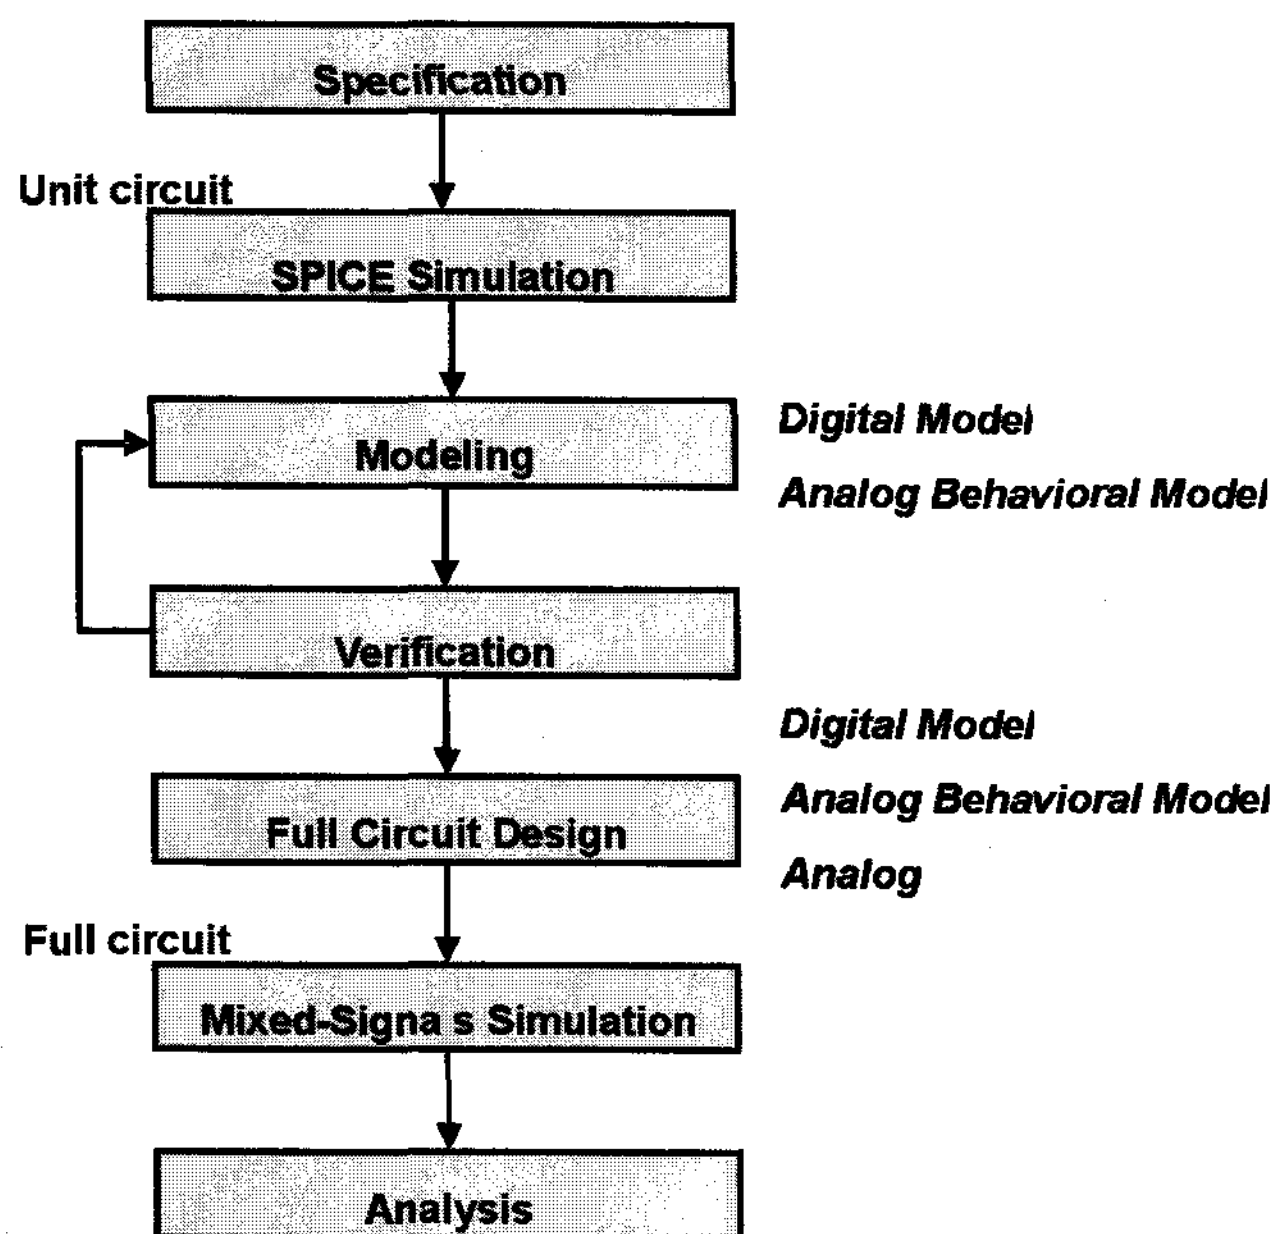 Specification
Unit circuit
SPICE Simulation
Modeling
Digital Model
Analog Behavioral Model
Verification
Full Circuit Design
Digital Model
Analog Behavioral Model
Analog
Full circuit
Mixed-Signa s Simulation
Analysis